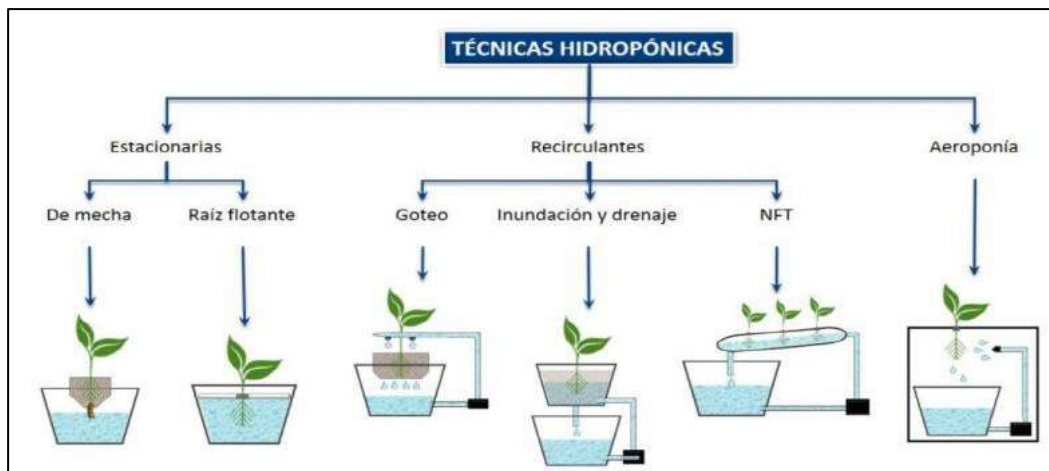 TÉCNICAS HIDROPÓNICAS
Estacionarias
Recirculantes
Aeroponía
De mecha
Raíz flotante
Goteo
Inundación y drenaje
NFT